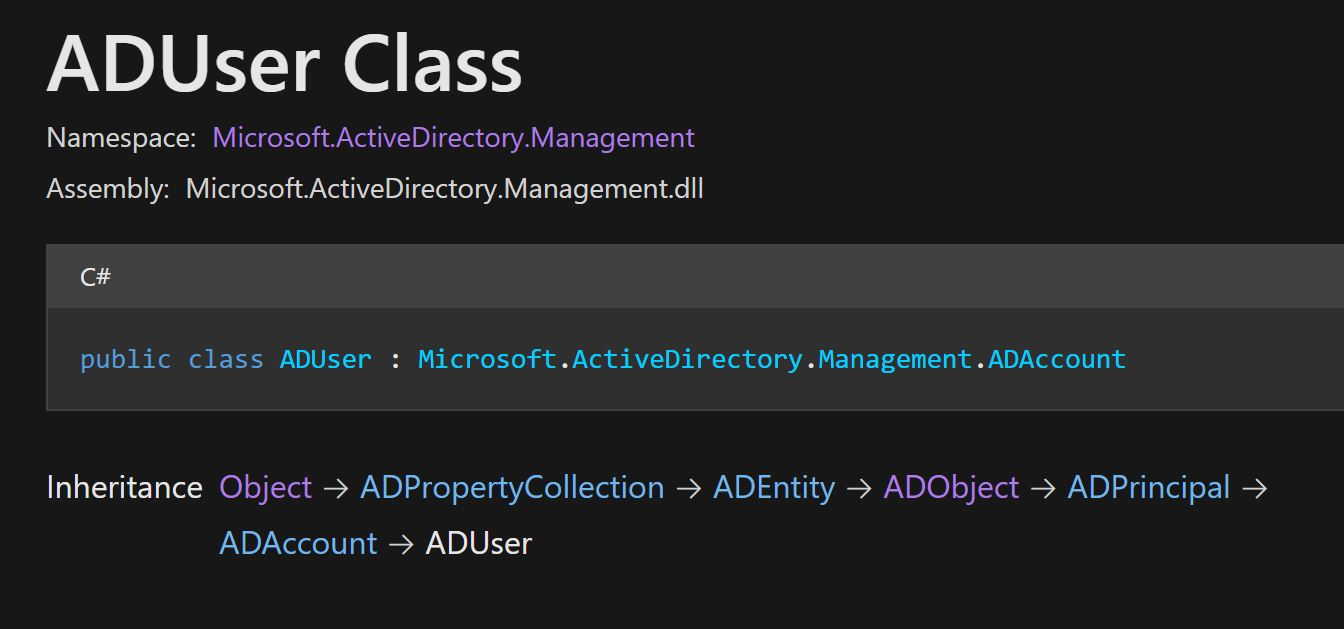 ADUser Class
Namespace: Microsoft.ActiveDirectory.Management
Assembly: Microsoft.ActiveDirectory.Management.dll
C#
public class ADUser : Microsoft.ActiveDirectory.Management.ADAccount
Inheritance Object → ADPropertyCollection → ADEntity → ADObject → ADPrincipal →
ADAccount → ADUser